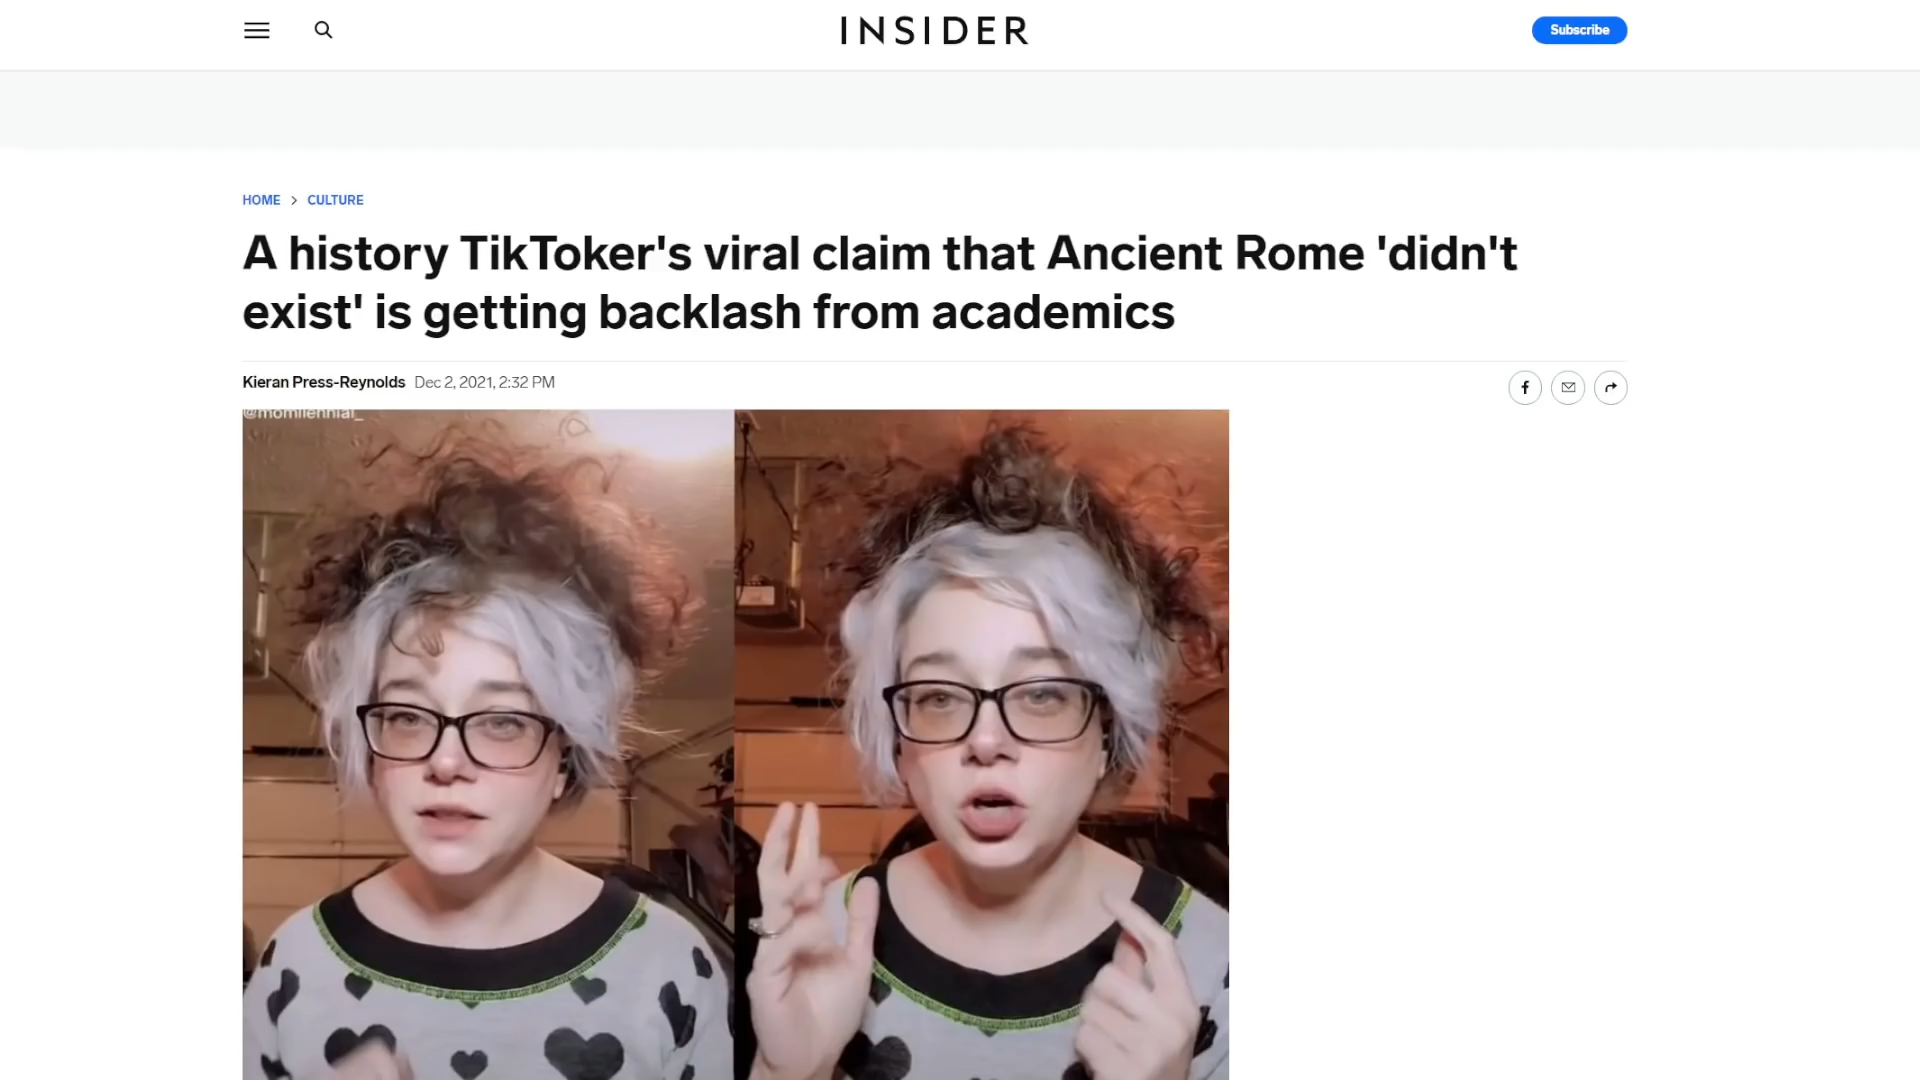 INSIDER
Subscribe
HOME > CULTURE
A history TikToker's viral claim that Ancient Rome 'didn't
exist' is getting backlash from academics
Kieran Press-Reynolds Dec 2, 2021, 2:32 PM
@momllennial_